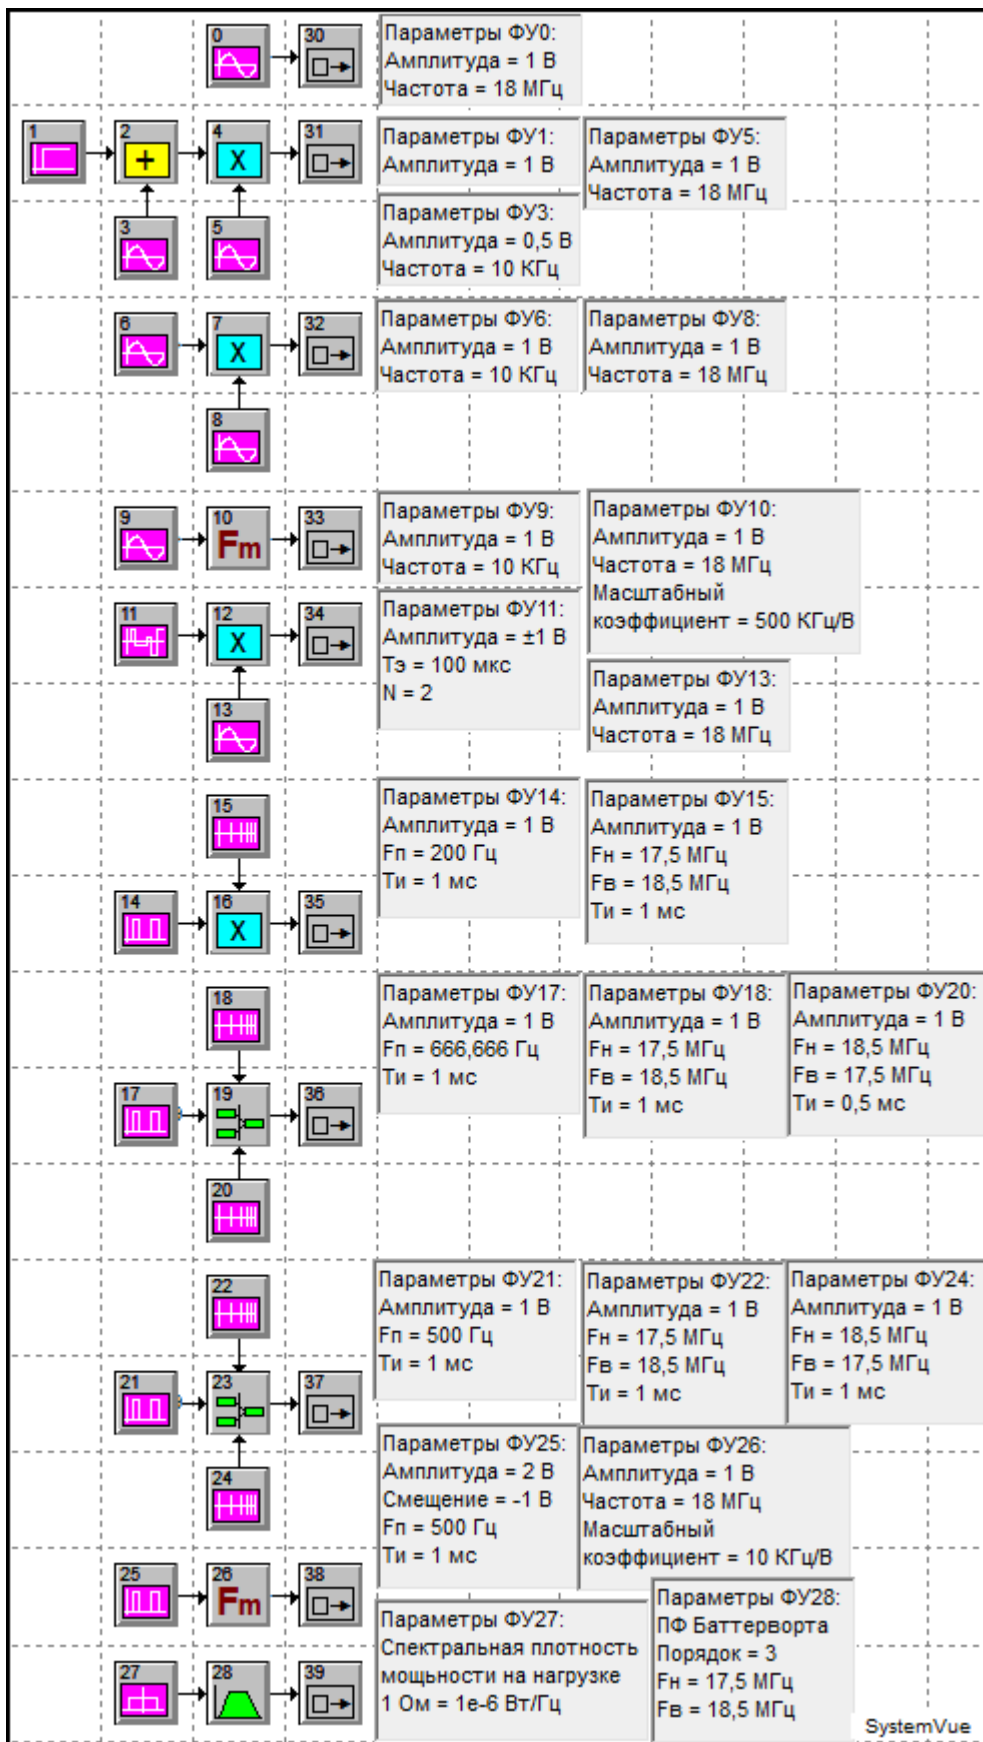 0
30
Параметры ФУ0:
Амплитуда = 1 В
Частота = 18 МГц
1
2
4
31
+
X
3
5
Параметры ФУ1:
Амплитуда = 1 В
Параметры ФУ5:
Амплитуда = 1 В
Частота = 18 МГц
Параметры ФУ3:
Амплитуда = 0,5 В
Частота = 10 КГц
6
7
32
X
8
Параметры ФУ6:
Амплитуда = 1 В
Частота = 10 КГц
Параметры ФУ8:
Амплитуда = 1 В
Частота = 18 МГц
9
10
33
Fm
Параметры ФУ9:
Амплитуда = 1 В
Частота = 10 КГц
Параметры ФУ10:
Амплитуда = 1 В
Частота = 18 МГц
Масштабный
коэффициент = 500 КГц/В
11
12
34
X
13
Параметры ФУ11:
Амплитуда = ±1 В
Тэ = 100 мкс
N = 2
Параметры ФУ13:
Амплитуда = 1 В
Частота = 18 МГц
15
14
16
35
X
Параметры ФУ14:
Амплитуда = 1 В
Fп = 200 Гц
Ти = 1 мс
Параметры ФУ15:
Амплитуда = 1 В
Fн = 17,5 МГц
Fв = 18,5 МГц
Ти = 1 мс
18
17
19
36
20
Параметры ФУ17:
Амплитуда = 1 В
Fп = 666,666 Гц
Ти = 1 мс
Параметры ФУ18:
Амплитуда = 1 В
Fн = 17,5 МГц
Fв = 18,5 МГц
Ти = 1 мс
Параметры ФУ20:
Амплитуда = 1 В
Fн = 18,5 МГц
Fв = 17,5 МГц
Ти = 0,5 мс
22
21
23
37
24
Параметры ФУ21:
Амплитуда = 1 В
Fп = 500 Гц
Ти = 1 мс
Параметры ФУ22:
Амплитуда = 1 В
Fн = 17,5 МГц
Fв = 18,5 МГц
Ти = 1 мс
Параметры ФУ24:
Амплитуда = 1 В
Fн = 18,5 МГц
Fв = 17,5 МГц
Ти = 1 мс
25
26
38
Fm
Параметры ФУ25:
Амплитуда = 2 В
Смещение = -1 В
Fп = 500 Гц
Ти = 1 мс
Параметры ФУ26:
Амплитуда = 1 В
Частота = 18 МГц
Масштабный
коэффициент = 10 КГц/В
27
28
39
Параметры ФУ27:
Спектральная плотность
мощьности на нагрузке
1 Ом = 1e-6 Вт/Гц
Параметры ФУ28:
ПФ Баттерворта
Порядок = 3
Fн = 17,5 МГц
Fв = 18,5 МГц
SystemVue